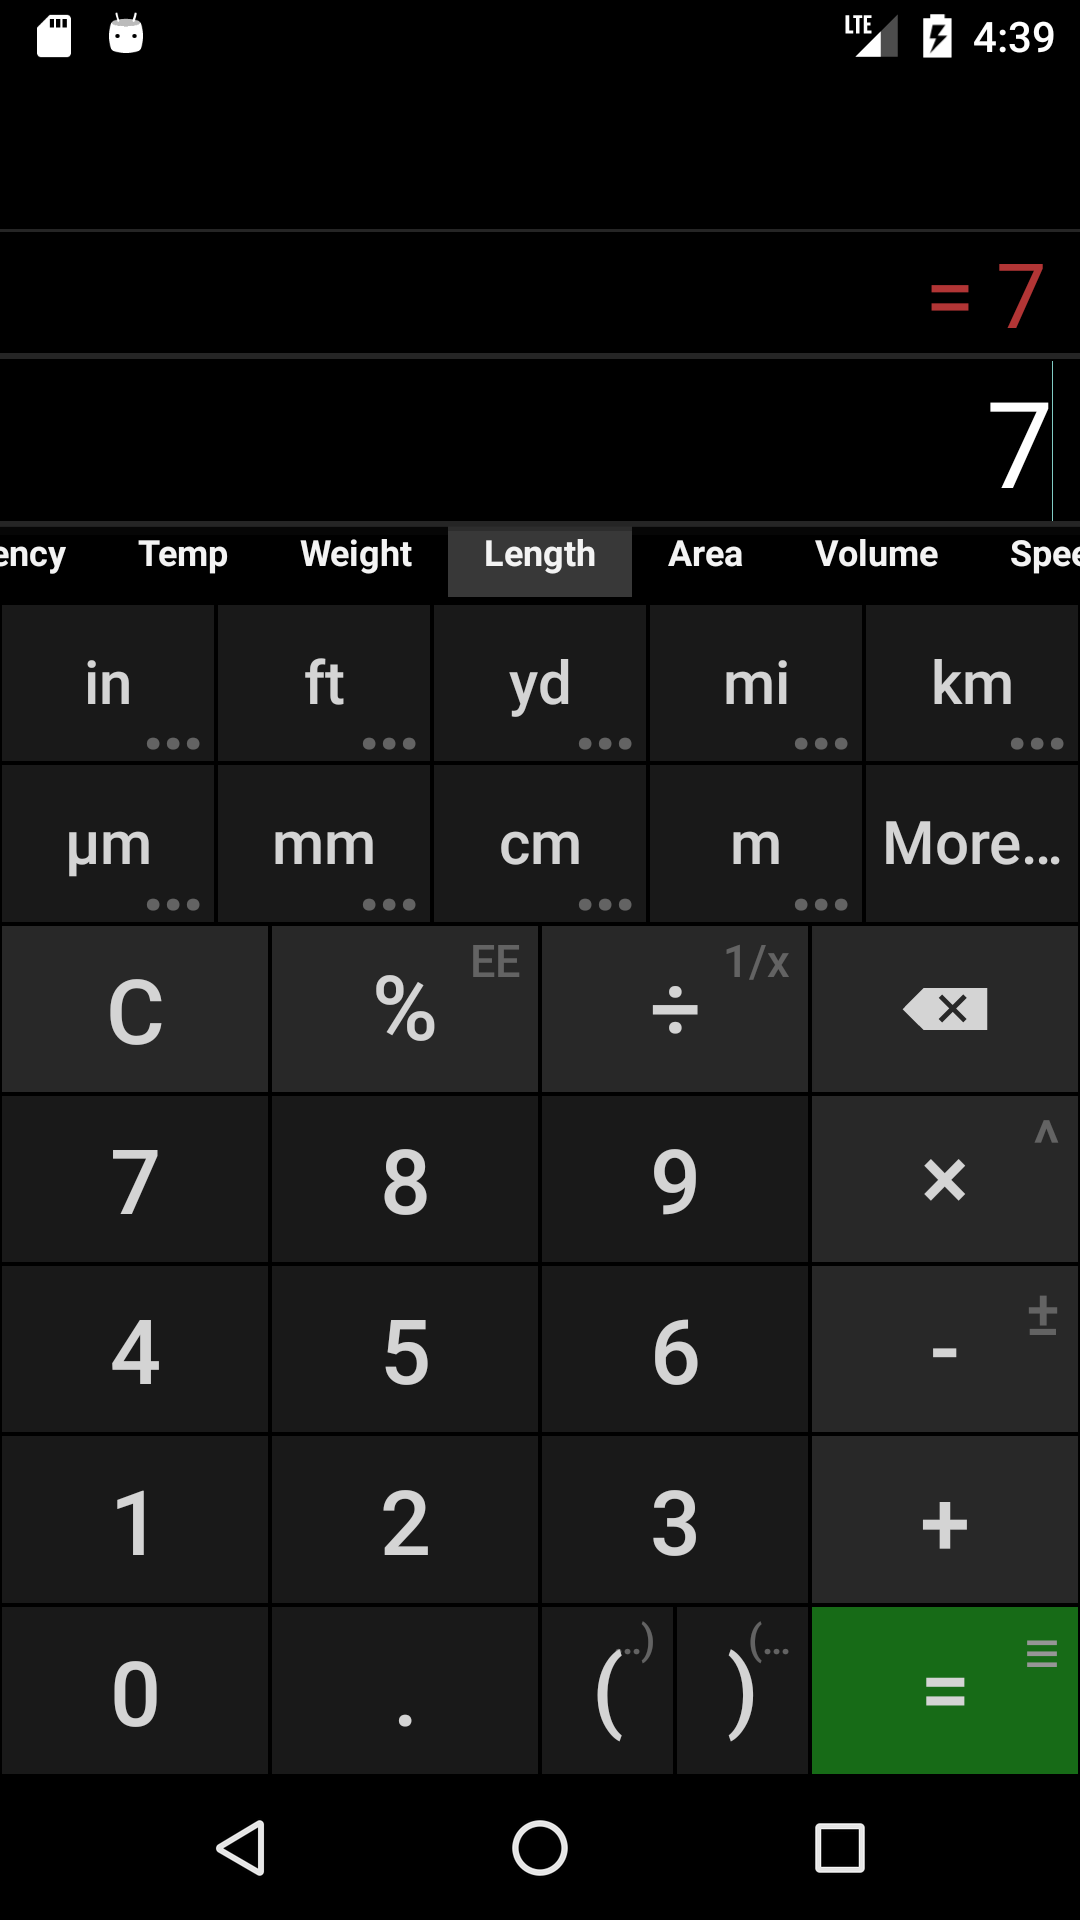 LTE 4:39
= 7
7
ency Temp Weight Length Area Volume Spee
in ft yd mi km
µm mm cm m More...
C % EE ÷ 1/x
7 8 9 × ^
4 5 6 - ±
1 2 3 +
0 . ( ..) ) (... =